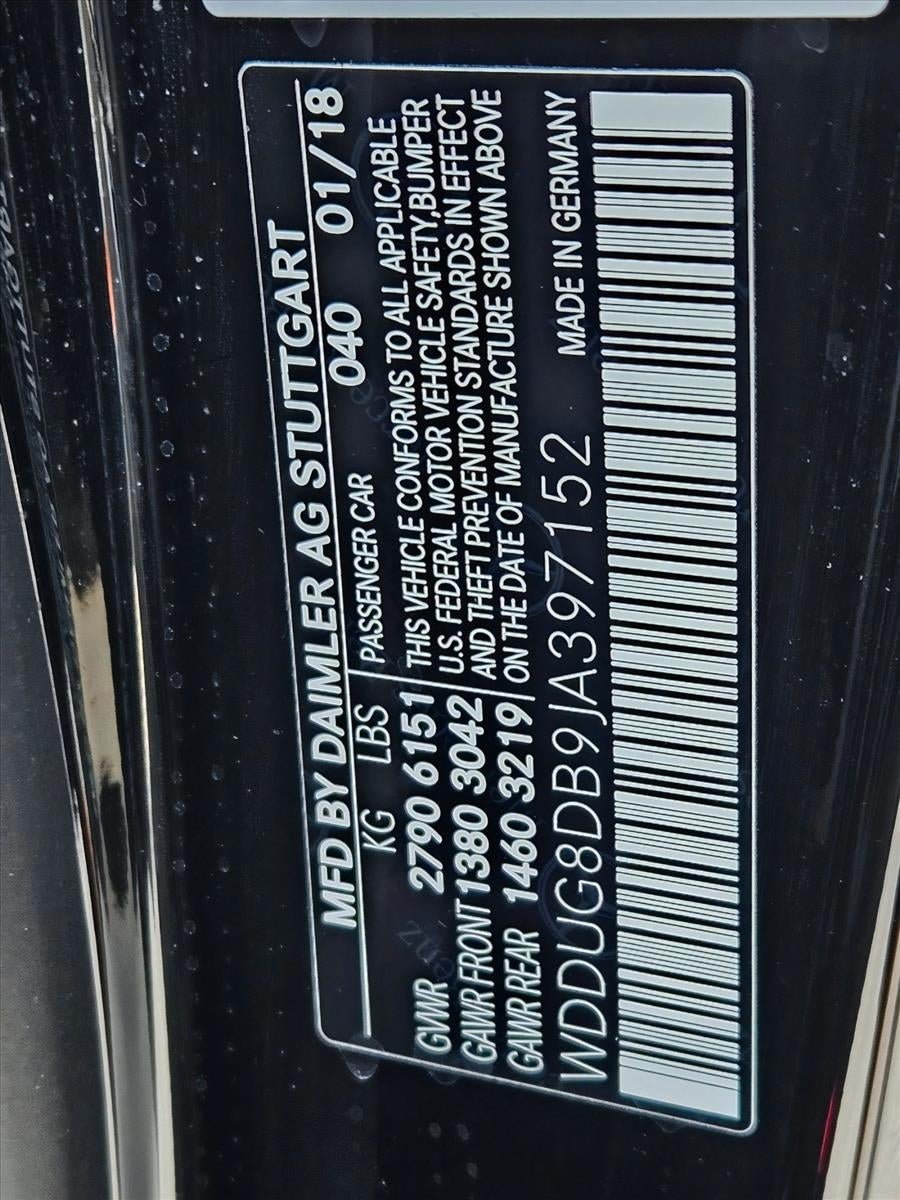 MFD BY DAIMLER AG STUTTGART
KG LBS PASSENGER CAR 040 01/18
GVWR 2790 6151 THIS VEHICLE CONFORMS TO ALL APPLICABLE
U.S. FEDERAL MOTOR VEHICLE SAFETY,BUMPER
GAWR FRONT 1380 3042 AND THEFT PREVENTION STANDARDS IN EFFECT
GAWR REAR 1460 3219 ON THE DATE OF MANUFACTURE SHOWN ABOVE
WDDUG8DB9JA397152 MADE IN GERMANY